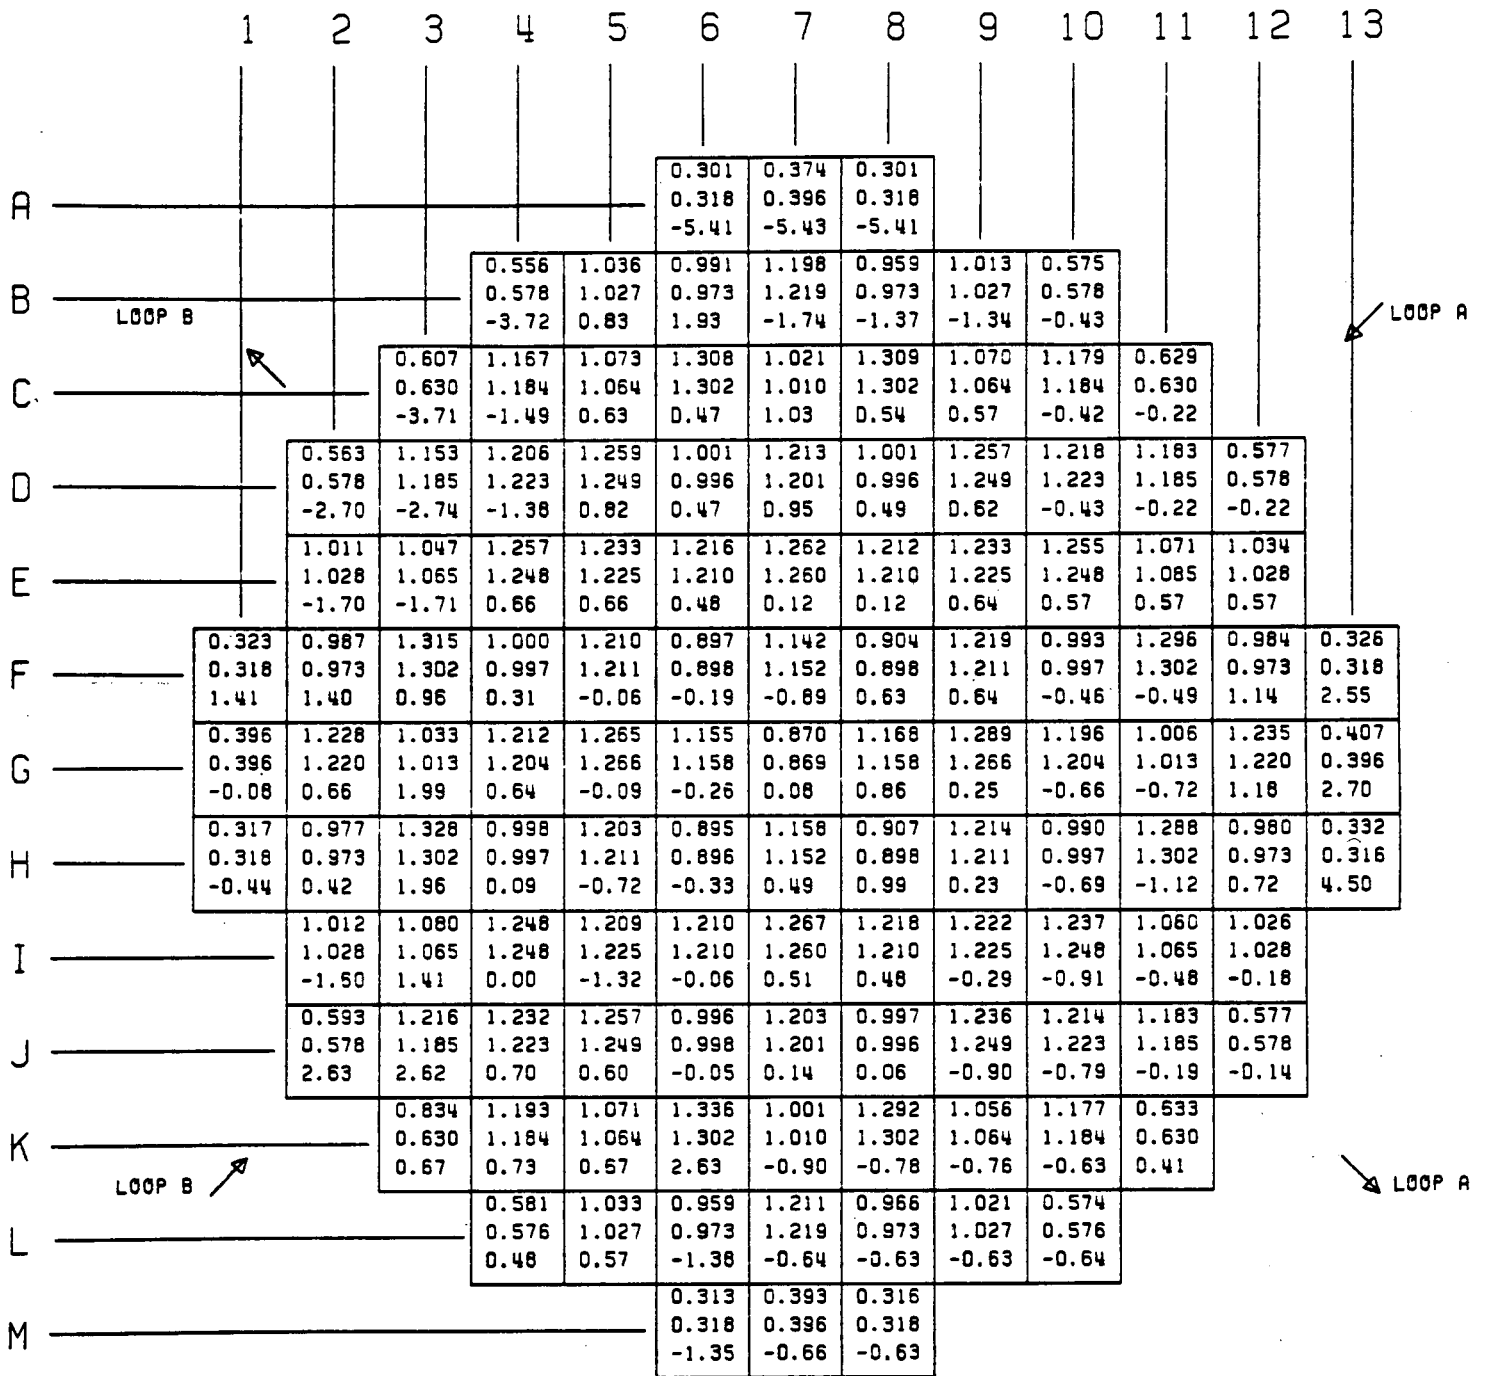 1 2 3 4 5 6 7 8 9 10 11 12 13
0.301 0.374 0.301
A 0.318 0.396 0.318
-5.41 -5.43 -5.41
0.556 1.036 0.991 1.198 0.959 1.013 0.575
B 0.578 1.027 0.973 1.219 0.973 1.027 0.578
LOOP B -3.72 0.83 1.93 -1.74 -1.37 -1.34 -0.43 LOOP A
0.607 1.167 1.073 1.308 1.021 1.309 1.070 1.179 0.629
C 0.630 1.184 1.064 1.302 1.010 1.302 1.064 1.184 0.630
-3.71 -1.49 0.63 0.47 1.03 0.54 0.57 -0.42 -0.22
0.563 1.153 1.206 1.259 1.001 1.213 1.001 1.257 1.218 1.183 0.577
D 0.578 1.185 1.223 1.249 0.996 1.201 0.996 1.249 1.223 1.185 0.578
-2.70 -2.74 -1.38 0.82 0.47 0.95 0.49 0.62 -0.43 -0.22 -0.22
1.011 1.047 1.257 1.233 1.216 1.262 1.212 1.233 1.255 1.071 1.034
E 1.028 1.065 1.248 1.225 1.210 1.260 1.210 1.225 1.248 1.085 1.028
-1.70 -1.71 0.66 0.66 0.48 0.12 0.12 0.64 0.57 0.57 0.57
0.323 0.987 1.315 1.000 1.210 0.897 1.142 0.904 1.219 0.993 1.296 0.984 0.326
F 0.318 0.973 1.302 0.997 1.211 0.898 1.152 0.898 1.211 0.997 1.302 0.973 0.318
1.41 1.40 0.96 0.31 -0.06 -0.19 -0.89 0.63 0.64 -0.46 -0.49 1.14 2.55
0.396 1.228 1.033 1.212 1.265 1.155 0.870 1.168 1.289 1.196 1.006 1.235 0.407
G 0.396 1.220 1.013 1.204 1.266 1.158 0.869 1.158 1.266 1.204 1.013 1.220 0.396
-0.08 0.66 1.99 0.64 -0.09 -0.26 0.08 0.86 0.25 -0.66 -0.72 1.18 2.70
0.317 0.977 1.328 0.998 1.203 0.895 1.158 0.907 1.214 0.990 1.288 0.980 0.332
H 0.318 0.973 1.302 0.997 1.211 0.896 1.152 0.898 1.211 0.997 1.302 0.973 0.316
-0.44 0.42 1.96 0.09 -0.72 -0.33 0.49 0.99 0.23 -0.69 -1.12 0.72 4.50
1.012 1.080 1.248 1.209 1.210 1.267 1.218 1.222 1.237 1.060 1.026
I 1.028 1.065 1.248 1.225 1.210 1.260 1.210 1.225 1.248 1.065 1.028
-1.50 1.41 0.00 -1.32 -0.06 0.51 0.48 -0.29 -0.91 -0.48 -0.18
0.593 1.216 1.232 1.257 0.996 1.203 0.997 1.236 1.214 1.183 0.577
J 0.578 1.185 1.223 1.249 0.998 1.201 0.996 1.249 1.223 1.185 0.578
2.63 2.62 0.70 0.60 -0.05 0.14 0.06 -0.90 -0.79 -0.19 -0.14
0.834 1.193 1.071 1.336 1.001 1.292 1.056 1.177 0.633
K 0.630 1.184 1.064 1.302 1.010 1.302 1.064 1.184 0.630
0.67 0.73 0.67 2.63 -0.90 -0.78 -0.76 -0.63 0.41
LOOP B LOOP A
0.581 1.033 0.959 1.211 0.966 1.021 0.574
L 0.576 1.027 0.973 1.219 0.973 1.027 0.576
0.48 0.57 -1.38 -0.64 -0.63 -0.63 -0.64
0.313 0.393 0.316
M 0.318 0.396 0.318
-1.35 -0.66 -0.63